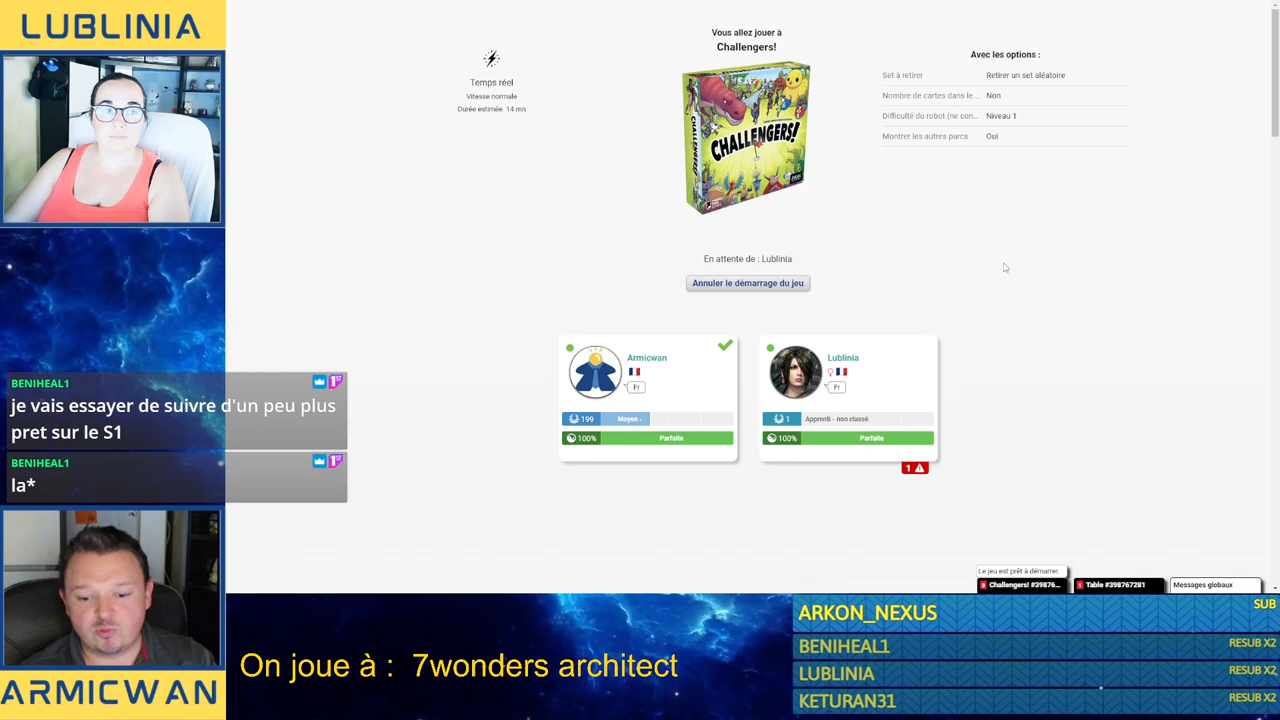 LUBLINIA
Vous allez jouer à
Challengers!
Temps réel
Vitesse normale
Durée estimée 14 mn
CHALLENGERS!
CHALLENGERS!
Avec les options :
Set à retirer Retirer un set aléatoire
Nombre de cartes dans le ... Non
Difficulté du robot (ne con... Niveau 1
Montrer les autres parcs Oui
En attente de : Lublinia
Annuler le démarrage du jeu
Armicwan
Fr
199 Moyen -
100% Parfaite
Lublinia
Fr
1 Apprenti - non classé
100% Parfaite
1
BENIHEAL1
je vais essayer de suivre d'un peu plus
pret sur le S1
BENIHEAL1
la*
Le jeu est prêt à démarrer.
3 Challengers! #39876...
1 Table #398767281
Messages globaux
ARMICWAN
On joue à : 7wonders architect
ARKON_NEXUS SUB
BENIHEAL1 RESUB X2
LUBLINIA RESUB X2
KETURAN31 RESUB X2